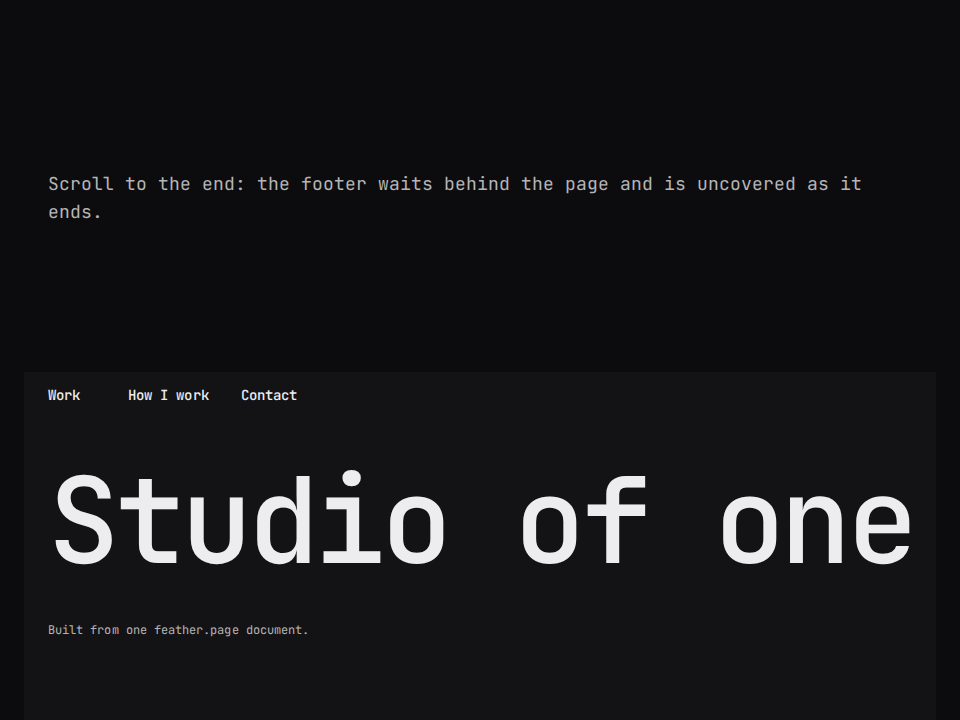 Scroll to the end: the footer waits behind the page and is uncovered as it
ends.
Work How I work Contact
Studio of one
Built from one feather.page document.